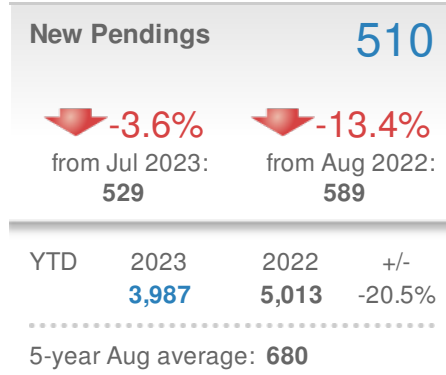 New Pendings 510
-3.6% -13.4%
from Jul 2023: from Aug 2022:
529 589
YTD 2023 2022 +/-
3,987 5,013 -20.5%
5-year Aug average: 680